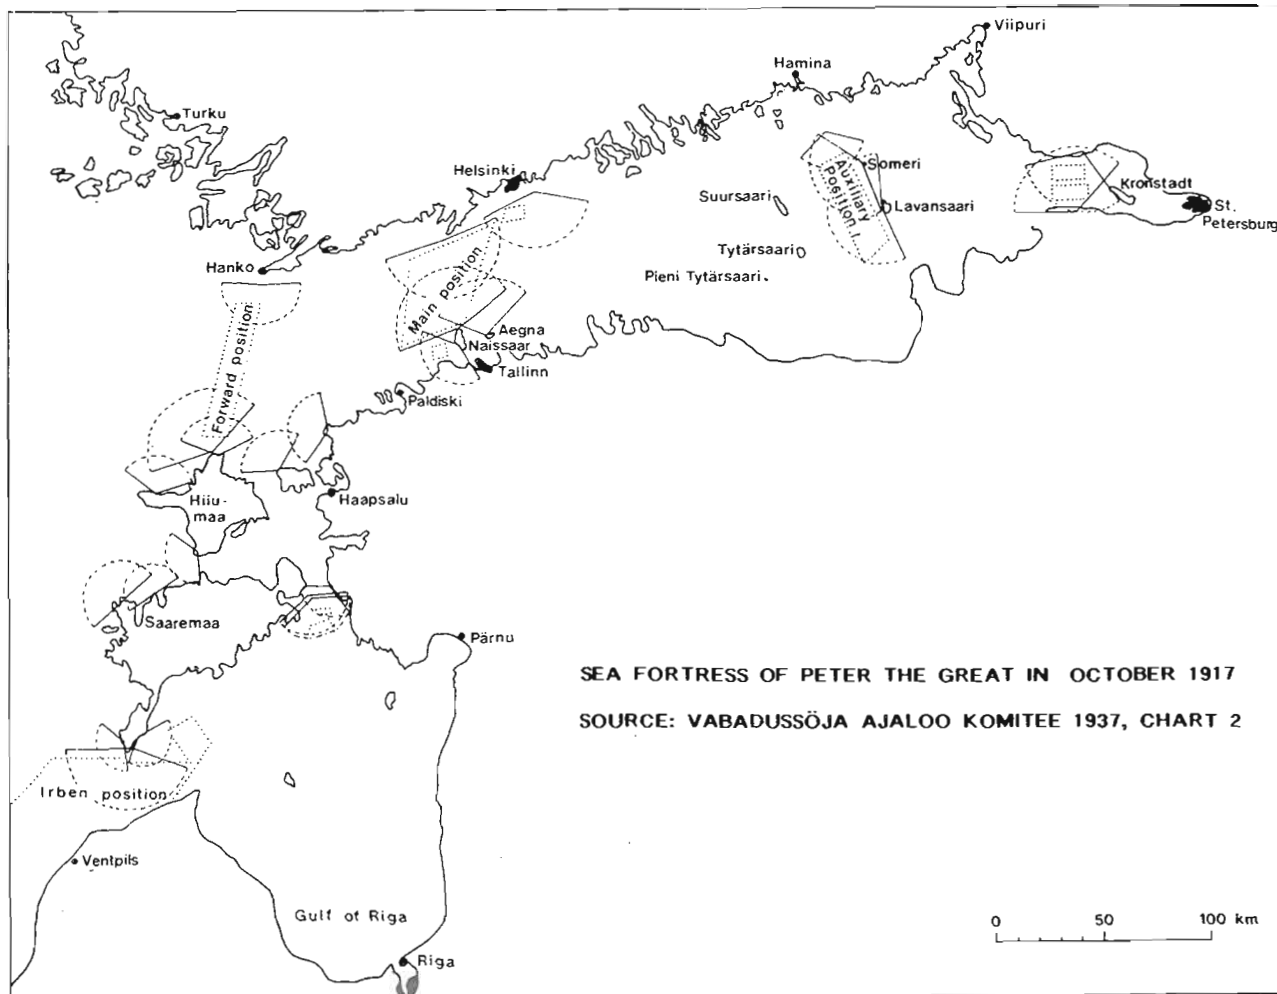 Viipuri
Hamina
Turku
Helsinki
Someri
Auxiliary
Position I
Kronstadt
Suursaari
Lavansaari
St.
Petersburg
Tytärsaari
Hanko
Pieni Tytärsaari
Main position
Forward position
Aegna
Naissaar
Tallinn
Paldiski
Hiiu-
maa
Haapsalu
Saaremaa
Pärnu
SEA FORTRESS OF PETER THE GREAT IN OCTOBER 1917
SOURCE: VABADUSSÖJA AJALOO KOMITEE 1937, CHART 2
Irben position
Ventpils
Gulf of Riga
0 50 100 km
Riga